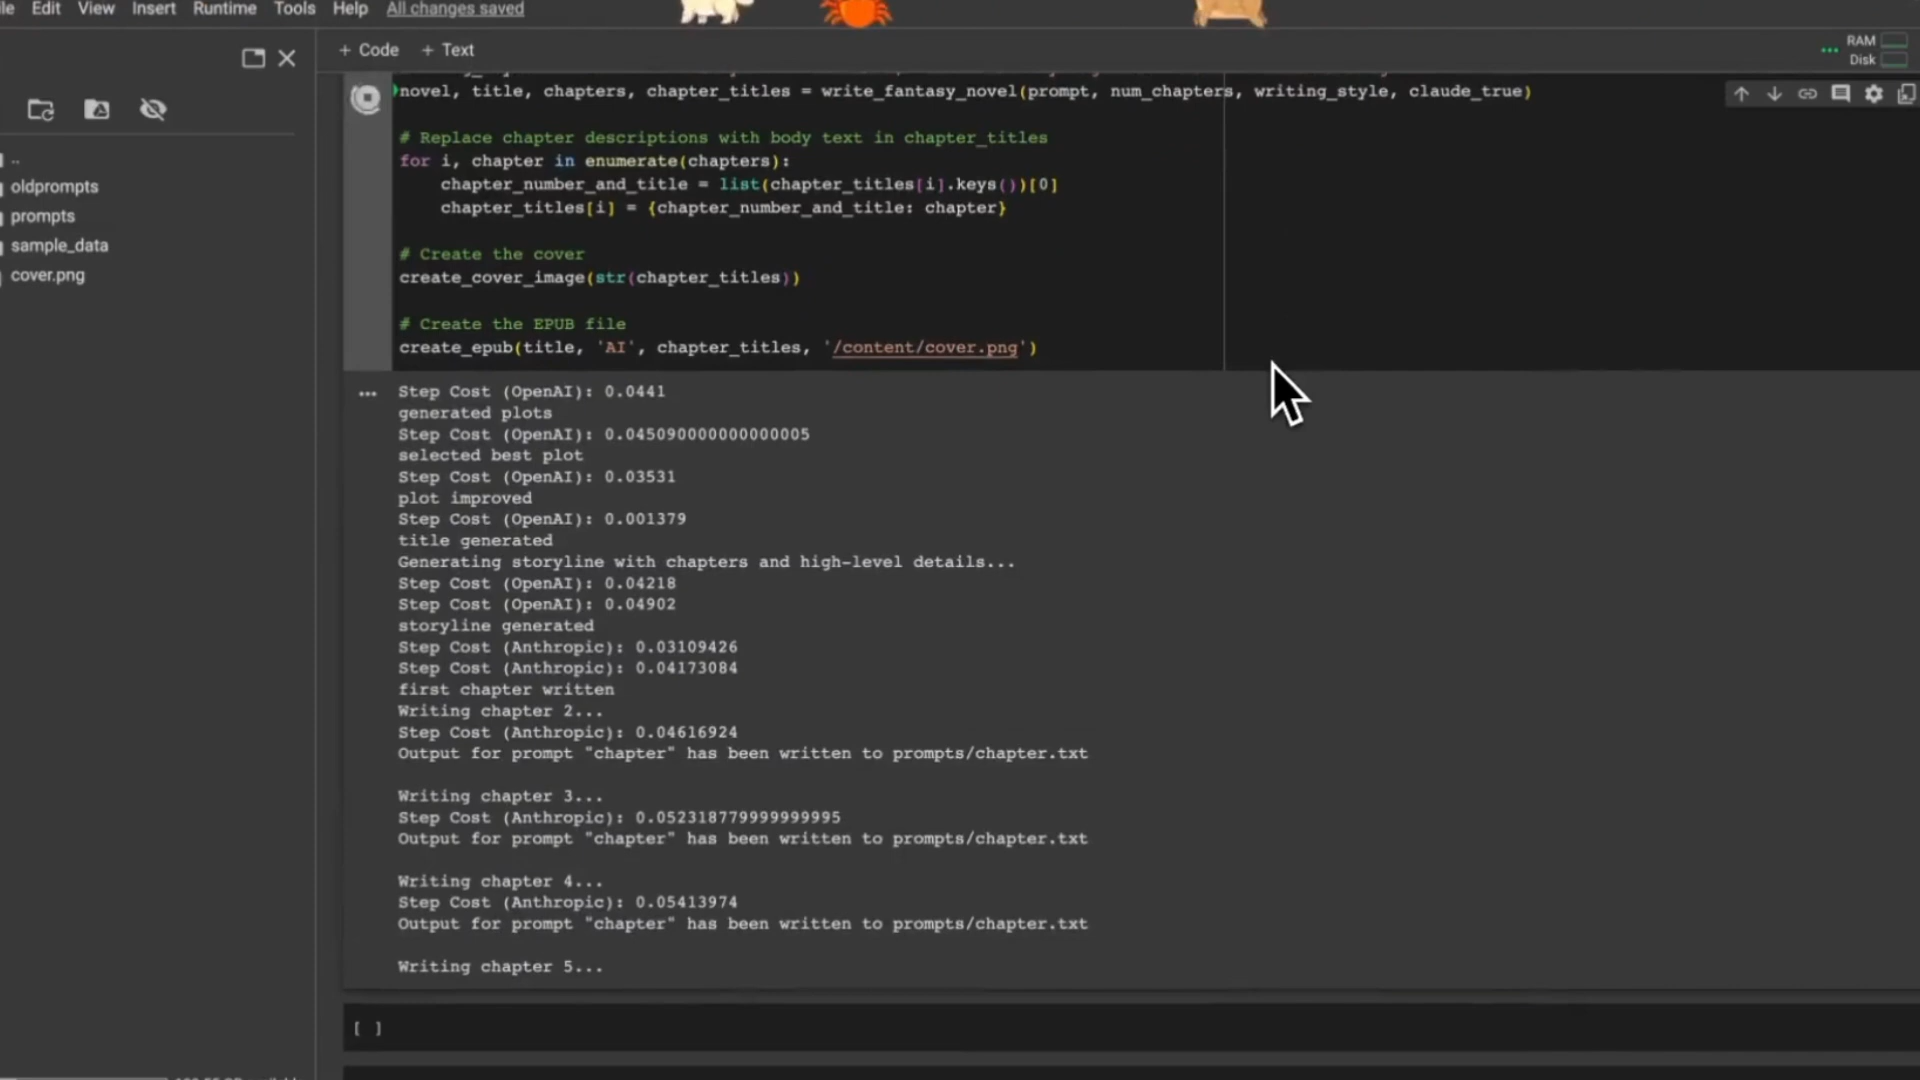 Edit View Insert Runtime Tools Help All changes saved
+ Code + Text
RAM
Disk
..
oldprompts
prompts
sample_data
cover.png
novel, title, chapters, chapter_titles = write_fantasy_novel(prompt, num_chapters, writing_style, claude_true)
# Replace chapter descriptions with body text in chapter_titles
for i, chapter in enumerate(chapters):
chapter_number_and_title = list(chapter_titles[i].keys())[0]
chapter_titles[i] = {chapter_number_and_title: chapter}
# Create the cover
create_cover_image(str(chapter_titles))
# Create the EPUB file
create_epub(title, 'AI', chapter_titles, '/content/cover.png')
Step Cost (OpenAI): 0.0441
generated plots
Step Cost (OpenAI): 0.045090000000000005
selected best plot
Step Cost (OpenAI): 0.03531
plot improved
Step Cost (OpenAI): 0.001379
title generated
Generating storyline with chapters and high-level details...
Step Cost (OpenAI): 0.04218
Step Cost (OpenAI): 0.04902
storyline generated
Step Cost (Anthropic): 0.03109426
Step Cost (Anthropic): 0.04173084
first chapter written
Writing chapter 2...
Step Cost (Anthropic): 0.04616924
Output for prompt "chapter" has been written to prompts/chapter.txt
Writing chapter 3...
Step Cost (Anthropic): 0.052318779999999995
Output for prompt "chapter" has been written to prompts/chapter.txt
Writing chapter 4...
Step Cost (Anthropic): 0.05413974
Output for prompt "chapter" has been written to prompts/chapter.txt
Writing chapter 5...
[ ]